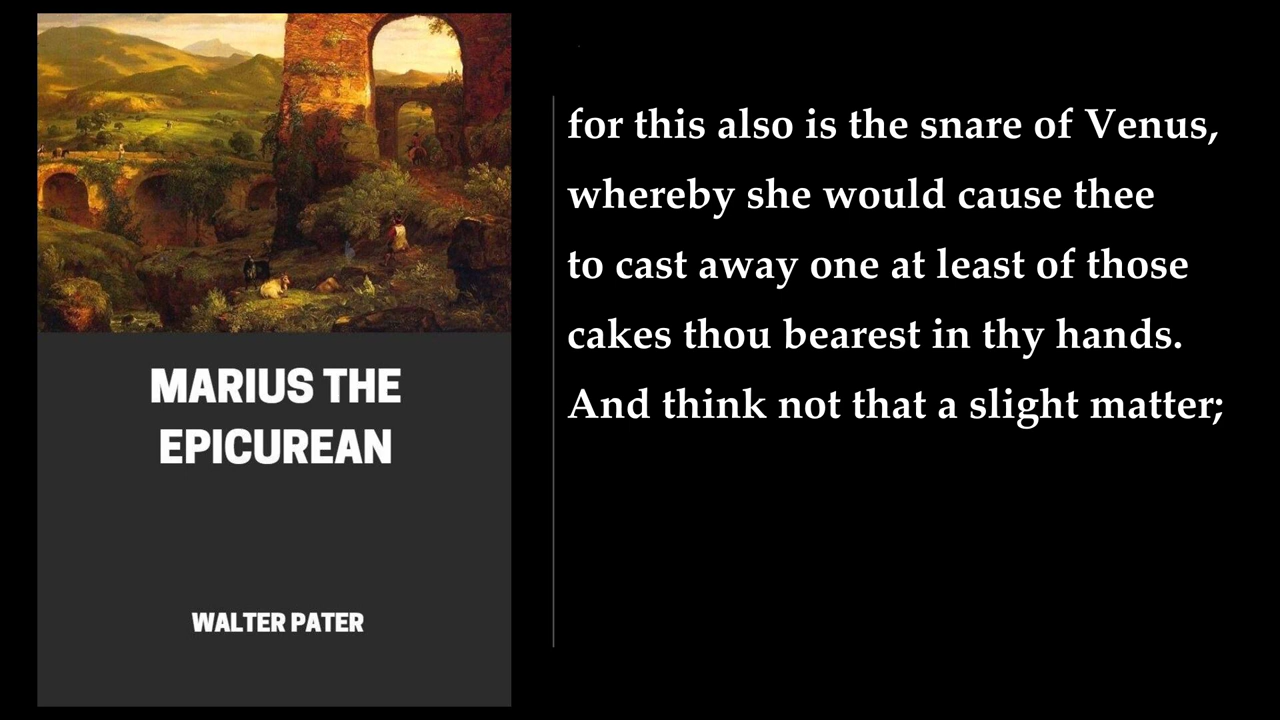 MARIUS THE
EPICUREAN
WALTER PATER
for this also is the snare of Venus,
whereby she would cause thee
to cast away one at least of those
cakes thou bearest in thy hands.
And think not that a slight matter;